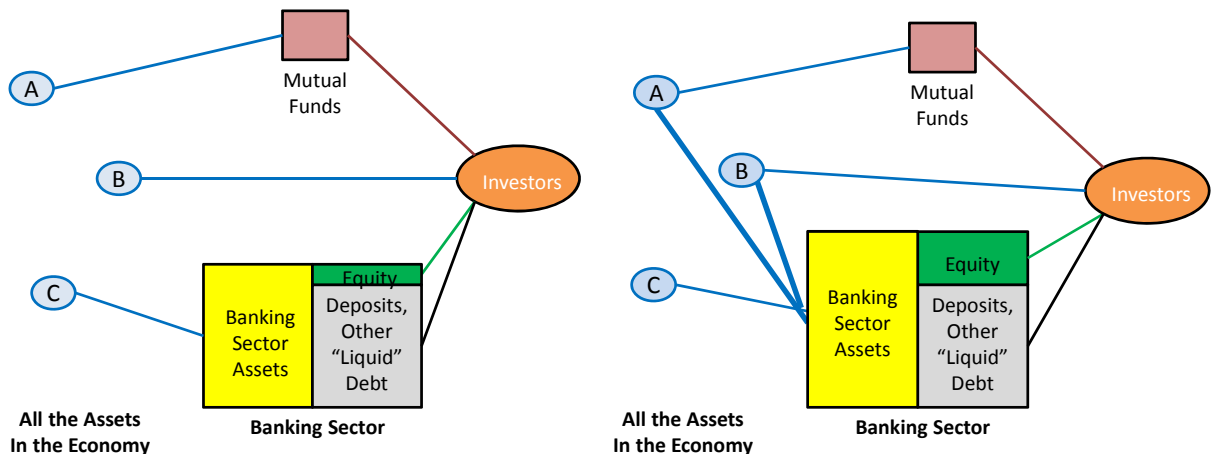 A
Mutual
Funds
B
Investors
C
Equity
Banking
Sector
Assets
Deposits,
Other
“Liquid”
Debt
All the Assets
In the Economy
Banking Sector
A
Mutual
Funds
B
Investors
C
Equity
Banking
Sector
Assets
Deposits,
Other
“Liquid”
Debt
All the Assets
In the Economy
Banking Sector